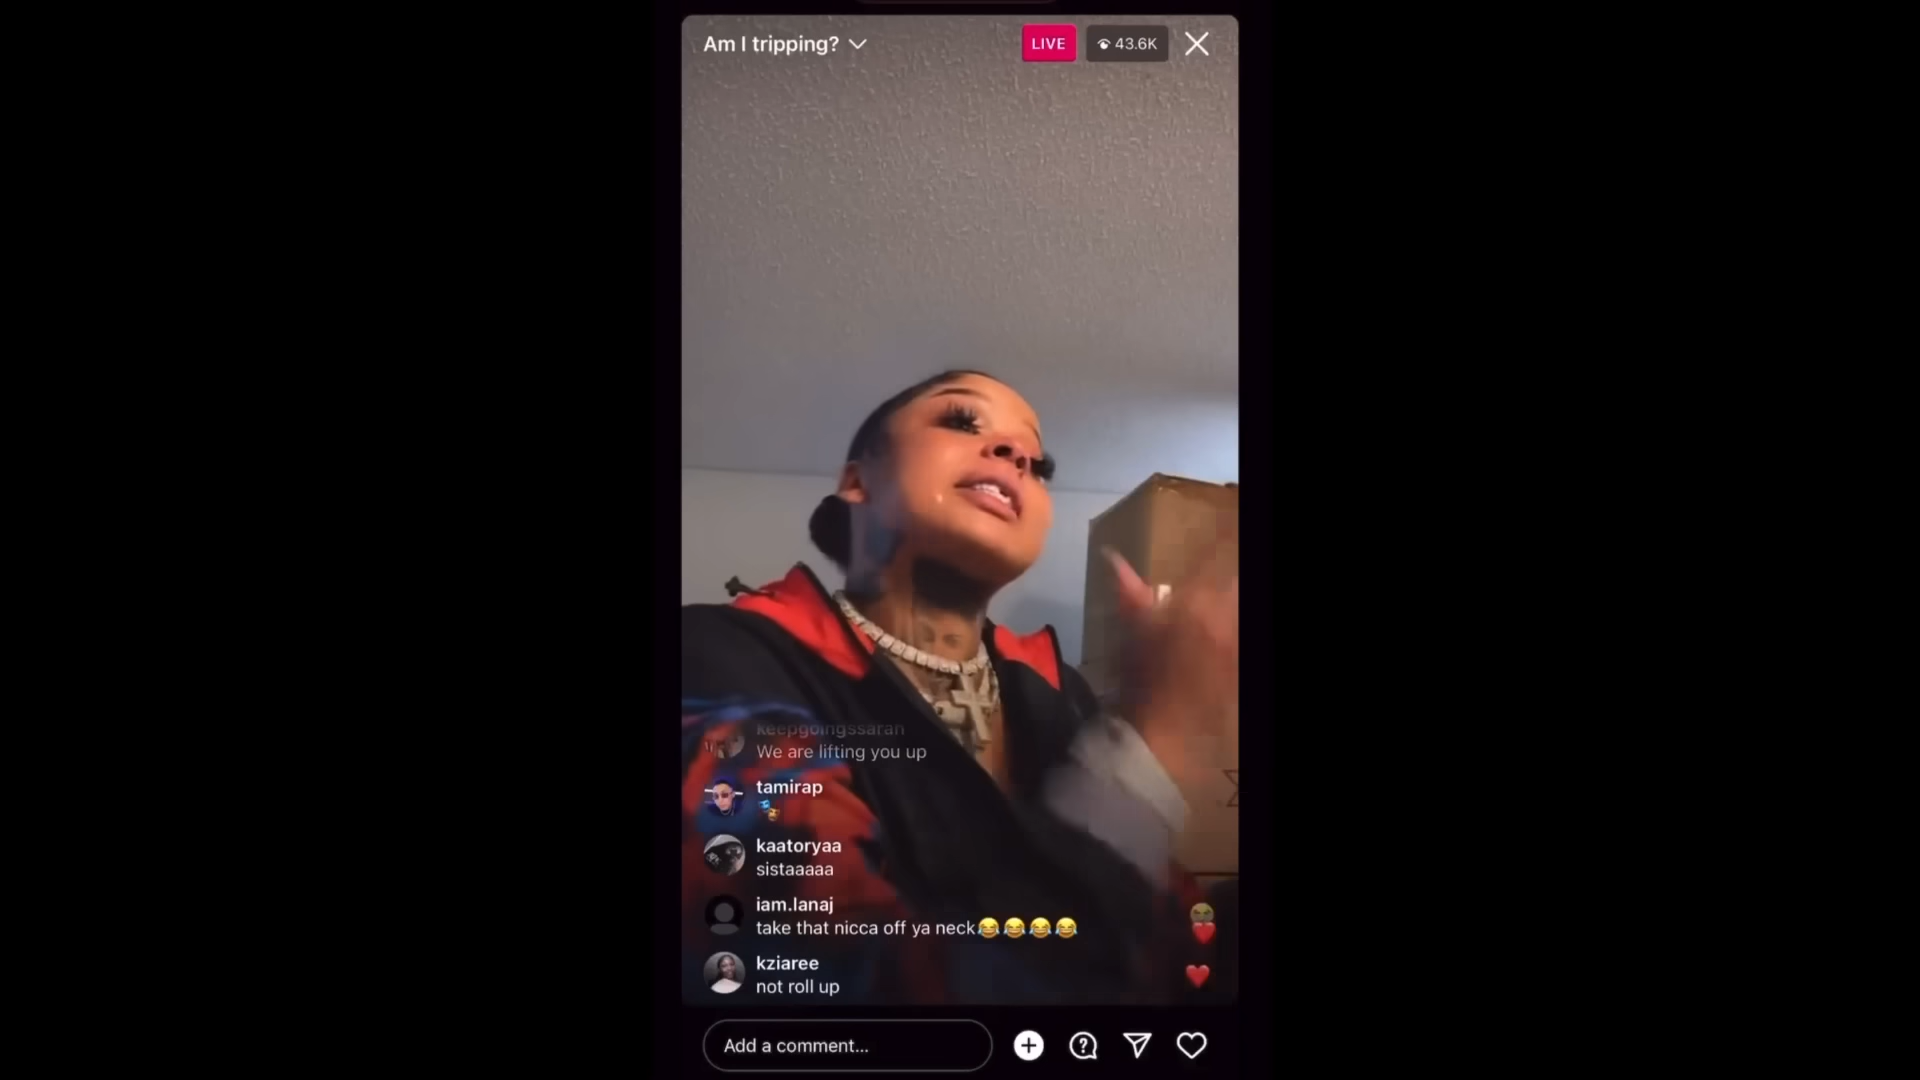 Am I tripping?
LIVE
43.6K
keepgoingssaran
We are lifting you up
tamirap
kaatoryaa
sistaaaaa
iam.lanaj
take that nicca off ya neck😂😂😂😂
kziaree
not roll up
Add a comment...